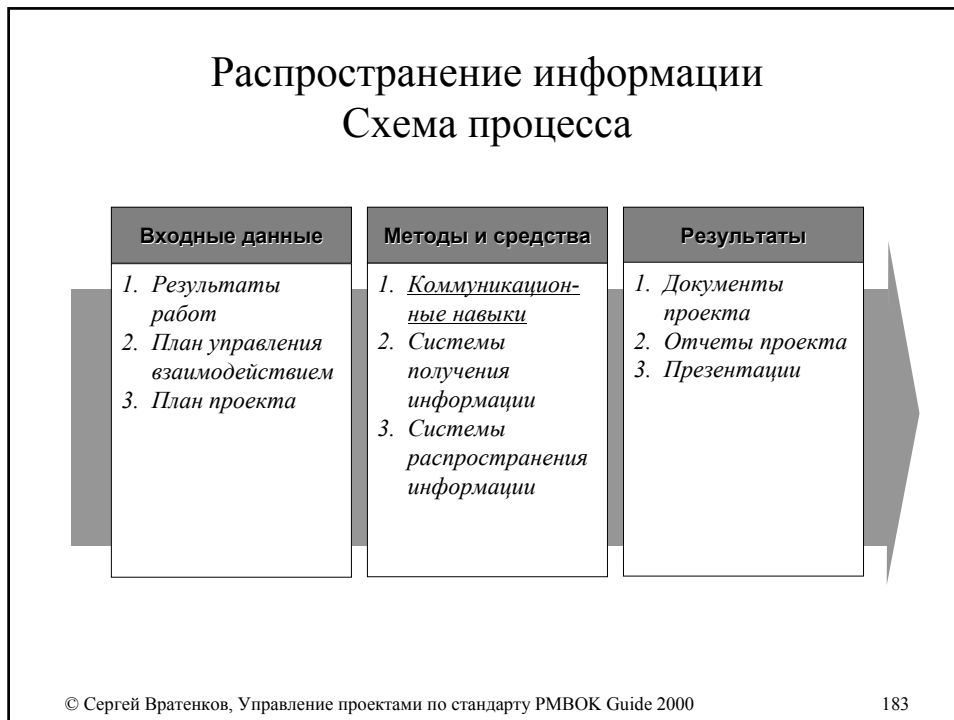 Распространение информации
Схема процесса
Входные данные
1. Результаты
работ
2. План управления
взаимодействием
3. План проекта
Методы и средства
1. Коммуникацион-
ные навыки
2. Системы
получения
информации
3. Системы
распространения
информации
Результаты
1. Документы
проекта
2. Отчеты проекта
3. Презентации
© Сергей Вратенков, Управление проектами по стандарту PMBOK Guide 2000 183